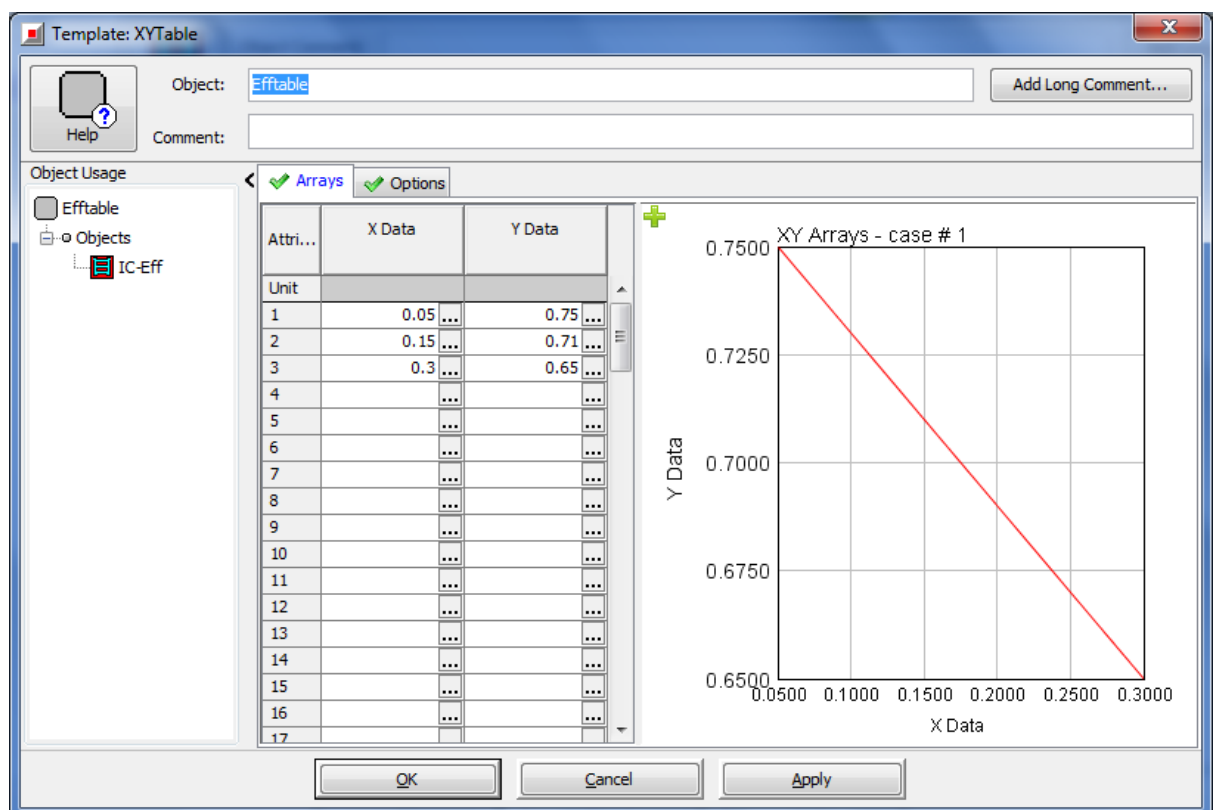 Template: XYTable
X
Object: Efftable Add Long Comment...
Help ?
Comment:
Object Usage
Efftable
Objects
IC-Eff
Arrays Options
Attri... X Data Y Data
Unit
1 0.05 ... 0.75 ...
2 0.15 ... 0.71 ...
3 0.3 ... 0.65 ...
4 ... ...
5 ... ...
6 ... ...
7 ... ...
8 ... ...
9 ... ...
10 ... ...
11 ... ...
12 ... ...
13 ... ...
14 ... ...
15 ... ...
16 ... ...
17
XY Arrays - case # 1
0.7500
0.7250
0.7000
0.6750
0.6500
Y Data
0.0500 0.1000 0.1500 0.2000 0.2500 0.3000
X Data
OK Cancel Apply